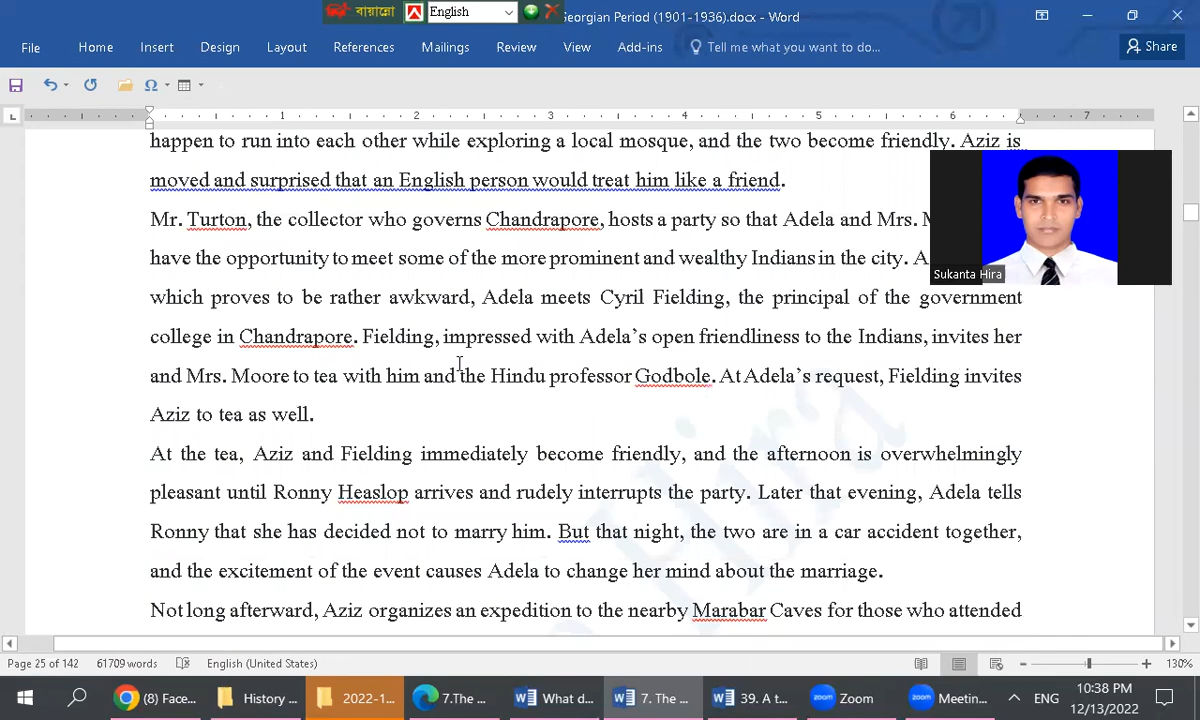 বায়ান্নো English Georgian Period (1901-1936).docx - Word
File Home Insert Design Layout References Mailings Review View Add-ins Tell me what you want to do... Share
1 2 3 4 5 6 7
happen to run into each other while exploring a local mosque, and the two become friendly. Aziz is
moved and surprised that an English person would treat him like a friend.
Mr. Turton, the collector who governs Chandrapore, hosts a party so that Adela and Mrs. M
have the opportunity to meet some of the more prominent and wealthy Indians in the city. A
Sukanta Hira
which proves to be rather awkward, Adela meets Cyril Fielding, the principal of the government
college in Chandrapore. Fielding, impressed with Adela's open friendliness to the Indians, invites her
and Mrs. Moore to tea with him and the Hindu professor Godbole. At Adela's request, Fielding invites
Aziz to tea as well.
At the tea, Aziz and Fielding immediately become friendly, and the afternoon is overwhelmingly
pleasant until Ronny Heaslop arrives and rudely interrupts the party. Later that evening, Adela tells
Ronny that she has decided not to marry him. But that night, the two are in a car accident together,
and the excitement of the event causes Adela to change her mind about the marriage.
Not long afterward, Aziz organizes an expedition to the nearby Marabar Caves for those who attended
Hira
Page 25 of 142 61709 words English (United States) 130%
(8) Face... History ... 2022-1... 7.The ... What d... 7. The ... 39. A t... Zoom Meetin... ENG 10:38 PM
12/13/2022